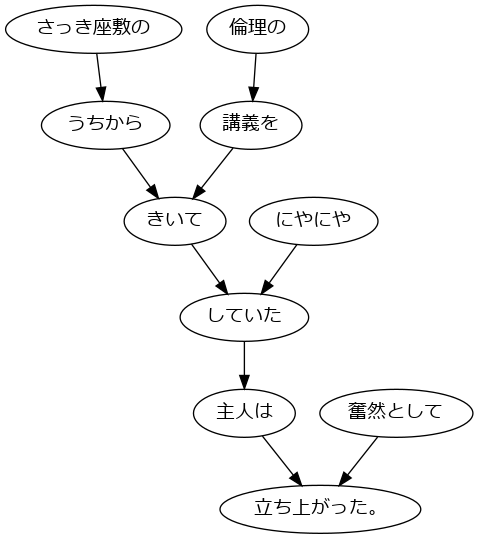 さっき座敷の
倫理の
うちから
講義を
きいて
にやにや
していた
主人は
奮然として
立ち上がった。